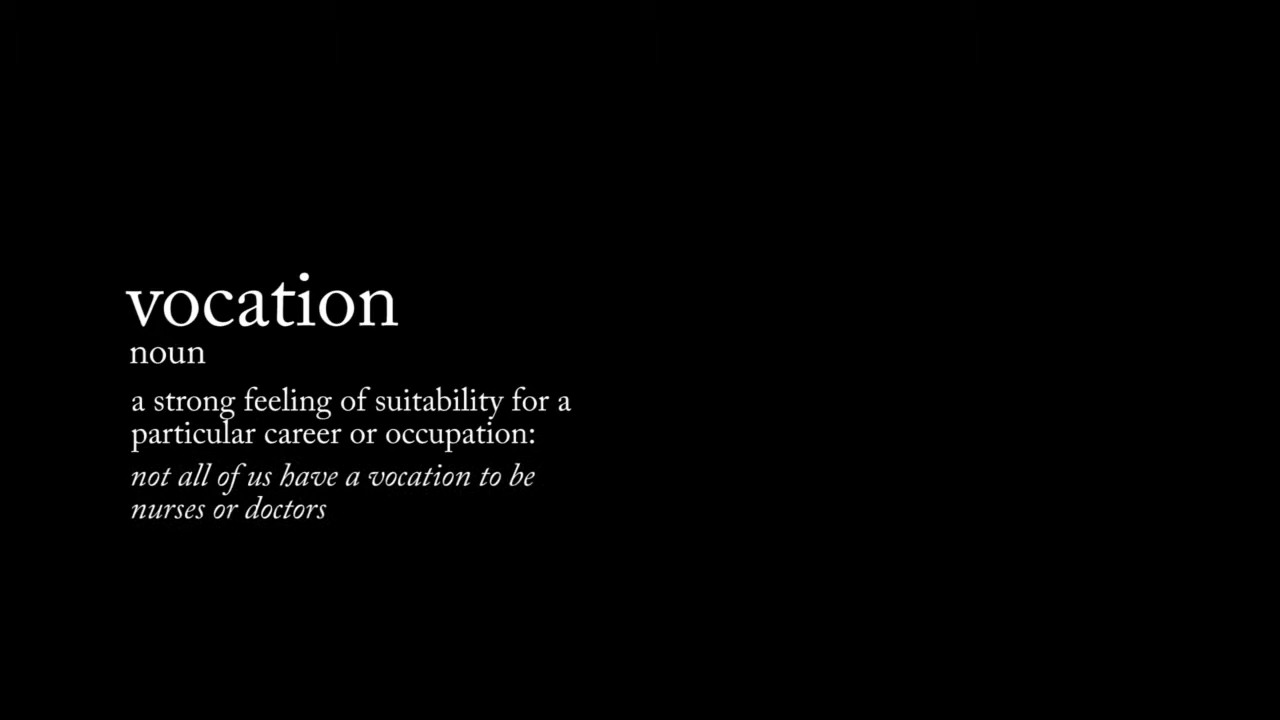 vocation
noun
a strong feeling of suitability for a
particular career or occupation:
not all of us have a vocation to be
nurses or doctors